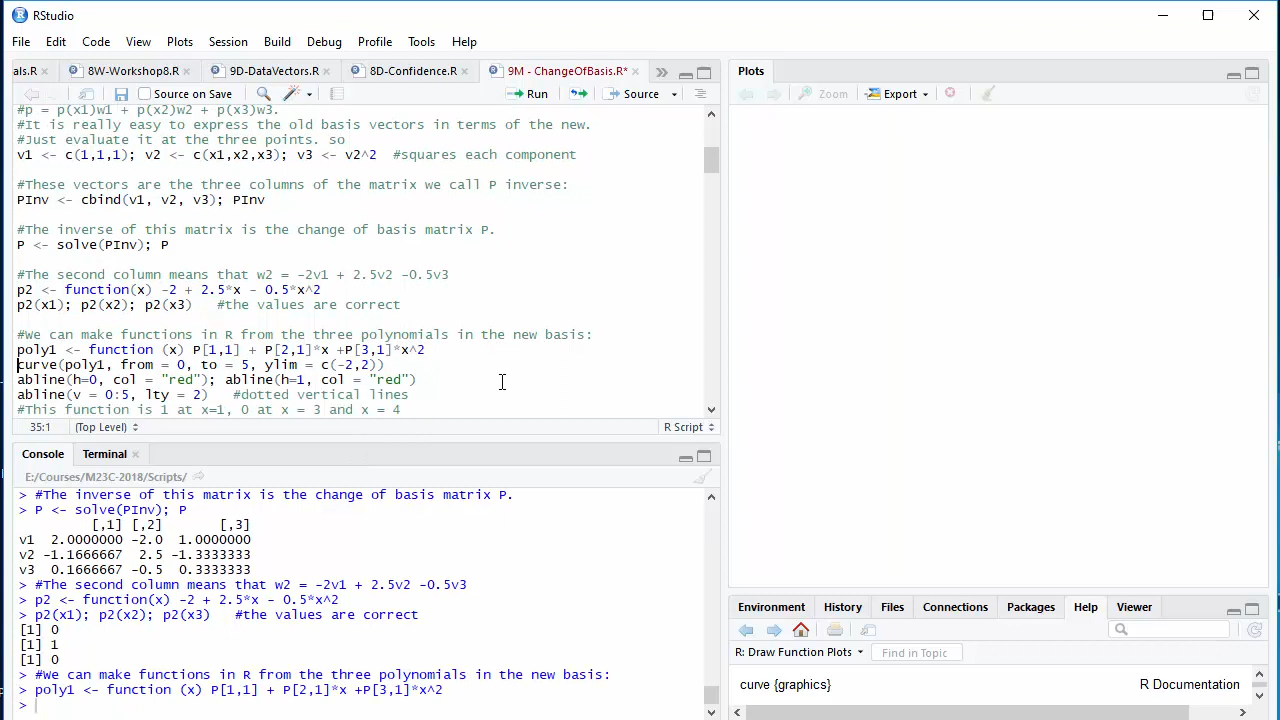 RStudio
File Edit Code View Plots Session Build Debug Profile Tools Help
als.R 8W-Workshop8.R 9D-DataVectors.R 8D-Confidence.R 9M - ChangeOfBasis.R*
Source on Save Run Source
#p = p(x1)w1 + p(x2)w2 + p(x3)w3.
#It is really easy to express the old basis vectors in terms of the new.
#Just evaluate it at the three points. so
v1 <- c(1,1,1); v2 <- c(x1,x2,x3); v3 <- v2^2  #squares each component
#These vectors are the three columns of the matrix we call P inverse:
PInv <- cbind(v1, v2, v3); PInv
#The inverse of this matrix is the change of basis matrix P.
P <- solve(PInv); P
#The second column means that w2 = -2v1 + 2.5v2 -0.5v3
p2 <- function(x) -2 + 2.5*x - 0.5*x^2
p2(x1); p2(x2); p2(x3)   #the values are correct
#We can make functions in R from the three polynomials in the new basis:
poly1 <- function (x) P[1,1] + P[2,1]*x +P[3,1]*x^2
curve(poly1, from = 0, to = 5, ylim = c(-2,2))
abline(h=0, col = "red"); abline(h=1, col = "red")
abline(v = 0:5, lty = 2)   #dotted vertical lines
#This function is 1 at x=1, 0 at x = 3 and x = 4
35:1 (Top Level) R Script
Console Terminal
E:/Courses/M23C-2018/Scripts/
> #The inverse of this matrix is the change of basis matrix P.
> P <- solve(PInv); P
[,1] [,2] [,3]
v1 2.0000000 -2.0 1.0000000
v2 -1.1666667 2.5 -1.3333333
v3 0.1666667 -0.5 0.3333333
> #The second column means that w2 = -2v1 + 2.5v2 -0.5v3
> p2 <- function(x) -2 + 2.5*x - 0.5*x^2
> p2(x1); p2(x2); p2(x3)   #the values are correct
[1] 0
[1] 1
[1] 0
> #We can make functions in R from the three polynomials in the new basis:
> poly1 <- function (x) P[1,1] + P[2,1]*x +P[3,1]*x^2
>
Plots
Zoom Export
Environment History Files Connections Packages Help Viewer
R: Draw Function Plots Find in Topic
curve {graphics} R Documentation